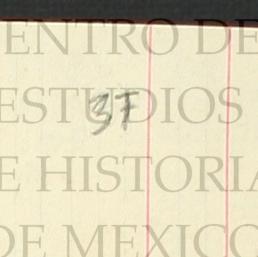 ENTRO DE
ESTUDIOS
37
E HISTORIA
DE MEXICO